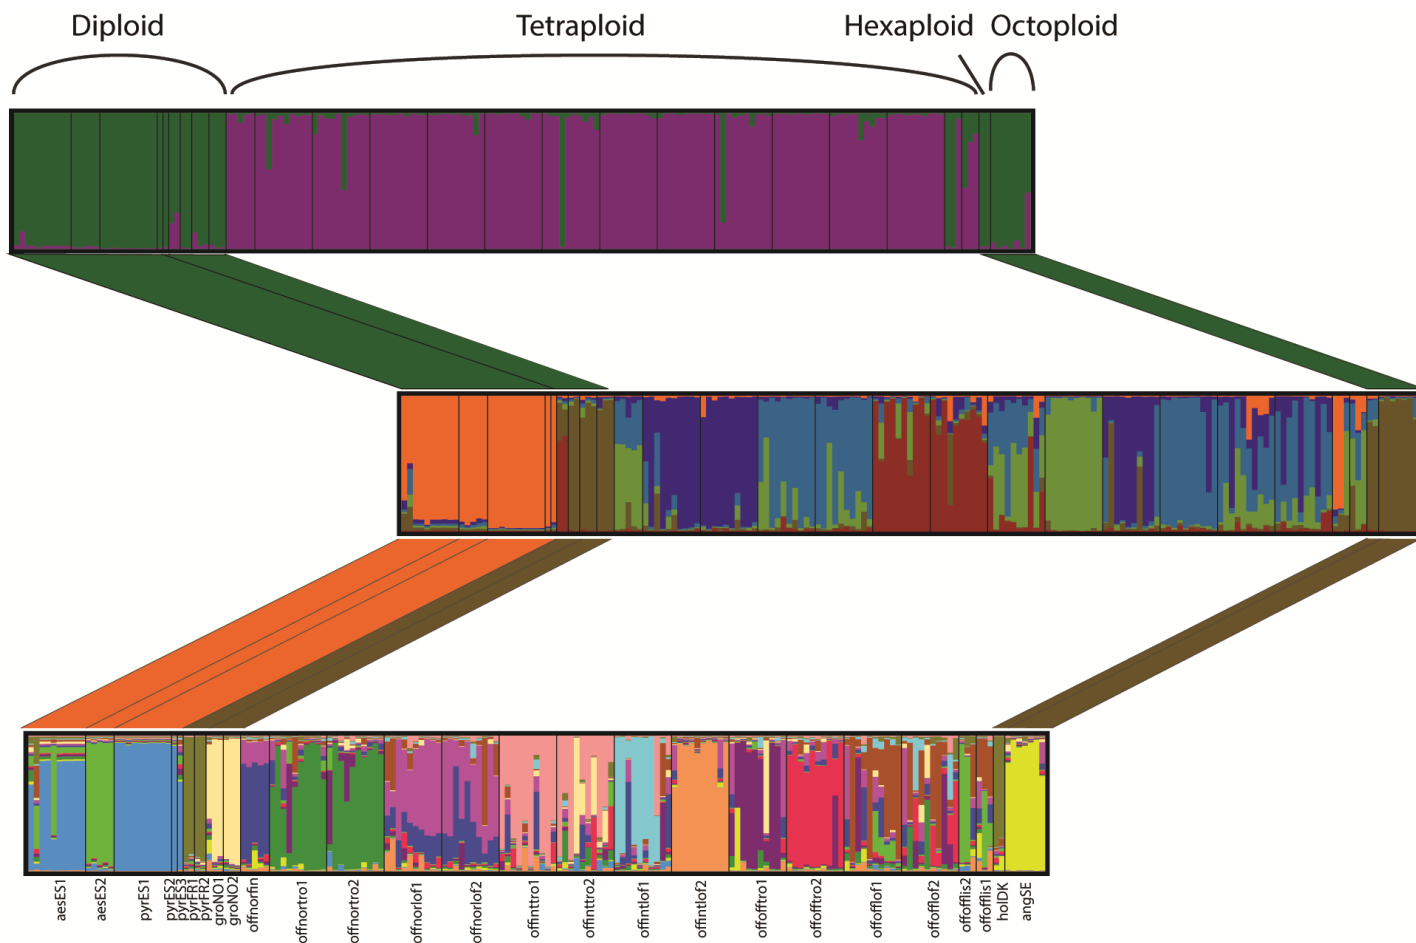 Diploid
Tetraploid
Hexaploid
Octoploid
aesES1
aesES2
pyrES1
pyrES2
pyrES3
pyrFR1
pyrFR2
groNO1
groNO2
offnorfin
offnortro1
offnortro2
offnorlof1
offnorlof2
offinttro1
offinttro2
offintlof1
offintlof2
offofftro1
offofftro2
offofflof1
offofflof2
offofflis2
offofflis1
holDK
angSE